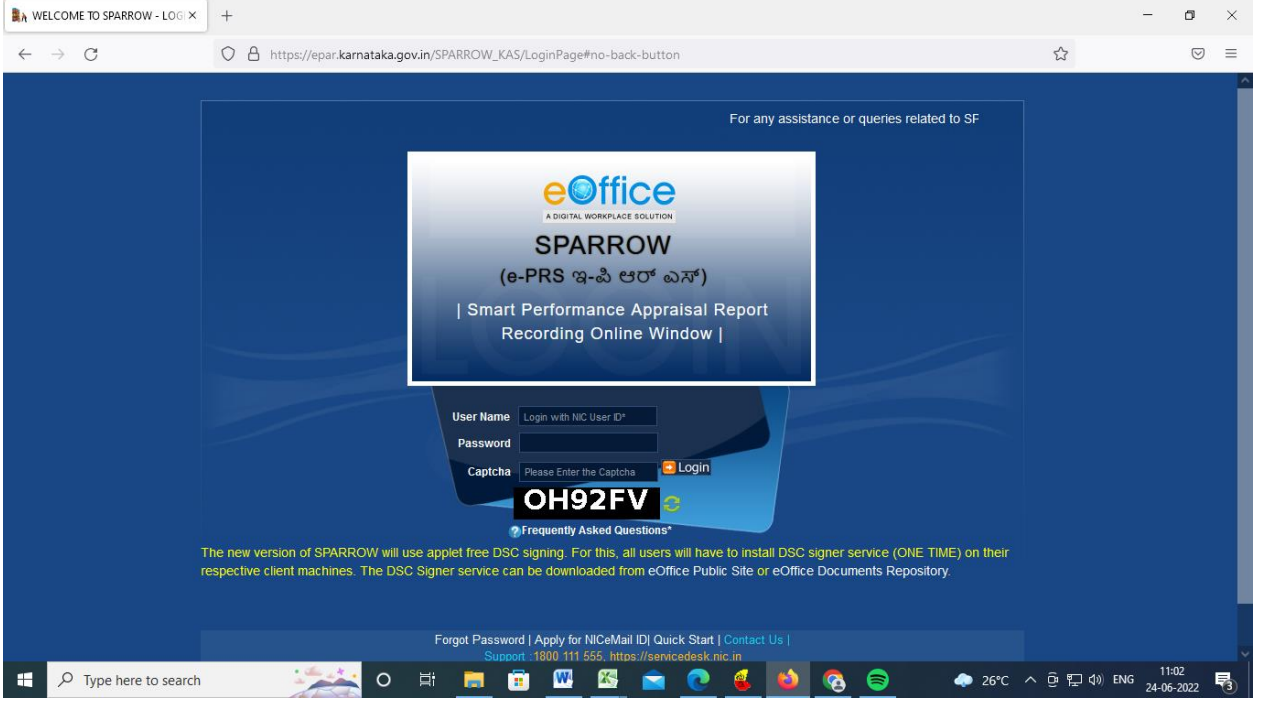 WELCOME TO SPARROW - LOGI
https://epar.karnataka.gov.in/SPARROW_KAS/LoginPage#no-back-button
For any assistance or queries related to SF
eOffice
A DIGITAL WORKPLACE SOLUTION
SPARROW
(e-PRS ಇ-ಪಿ ಆರ್ ಎಸ್)
| Smart Performance Appraisal Report
Recording Online Window |
LOGIN
User Name Login with NIC User ID*
Password
Captcha Please Enter the Captcha Login
OH92FV
Frequently Asked Questions*
The new version of SPARROW will use applet free DSC signing. For this, all users will have to install DSC signer service (ONE TIME) on their
respective client machines. The DSC Signer service can be downloaded from eOffice Public Site or eOffice Documents Repository.
Forgot Password | Apply for NICeMail ID| Quick Start | Contact Us |
Support :1800 111 555, https://servicedesk.nic.in
Type here to search 26°C ENG 11:02
24-06-2022 3